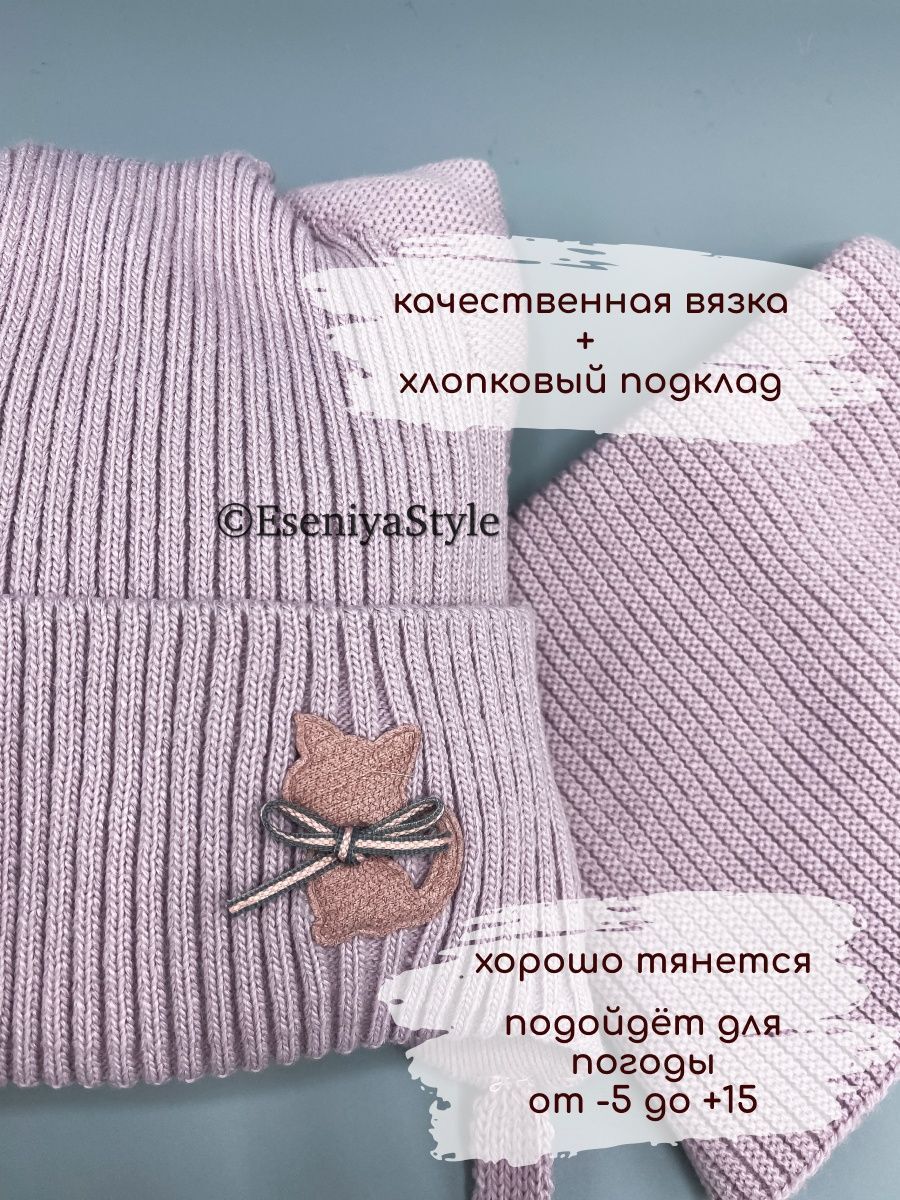 качественная вязка
+
хлопковый подклад
©EseniyaStyle
хорошо тянется
подойдёт для
погоды
от -5 до +15